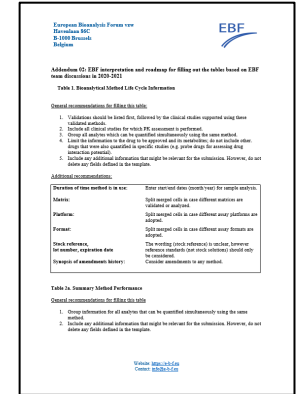 European Bioanalysis Forum vzw
Havenlaan 86C
B-1000 Brussels
Belgium
EBF
Addendum 02: EBF interpretation and roadmap for filling out the tables based on EBF
team discussions in 2020-2021
Table 1. Bioanalytical Method Life Cycle Information
General recommendations for filling this table:
1. Validations should be listed first, followed by the clinical studies supported using these
validated methods.
2. Include all clinical studies for which PK assessment is performed.
3. Group all analytes which can be quantified simultaneously using the same method.
4. Limit the information to the drug to be approved and its metabolites; do not include other
drugs that were also quantified in specific studies (e.g. probe drugs for assessing drug
interaction potential).
5. Include any additional information that might be relevant for the submission. However, do not
delete any fields defined in the template.
Additional recommendations:
Duration of time method is in use: Enter start/end dates (month/year) for sample analysis.
Matrix: Split merged cells in case different matrices are
validated or analyzed.
Platform: Split merged cells in case different assay platforms are
adopted.
Format: Split merged cells in case different assay formats are
adopted.
Stock reference, The wording (stock reference) is unclear, however
lot number, expiration date reference standards (not stock solutions) should only
be considered.
Synopsis of amendments history: Consider amendments to any method.
Table 2a. Summary Method Performance
General recommendations for filling this table
1. Group information for all analytes that can be quantified simultaneously using the same
method.
2. Include any additional information that might be relevant for the submission. However, do not
delete any fields defined in the template.
Website: https://e-b-f.eu
Contact: info@e-b-f.eu